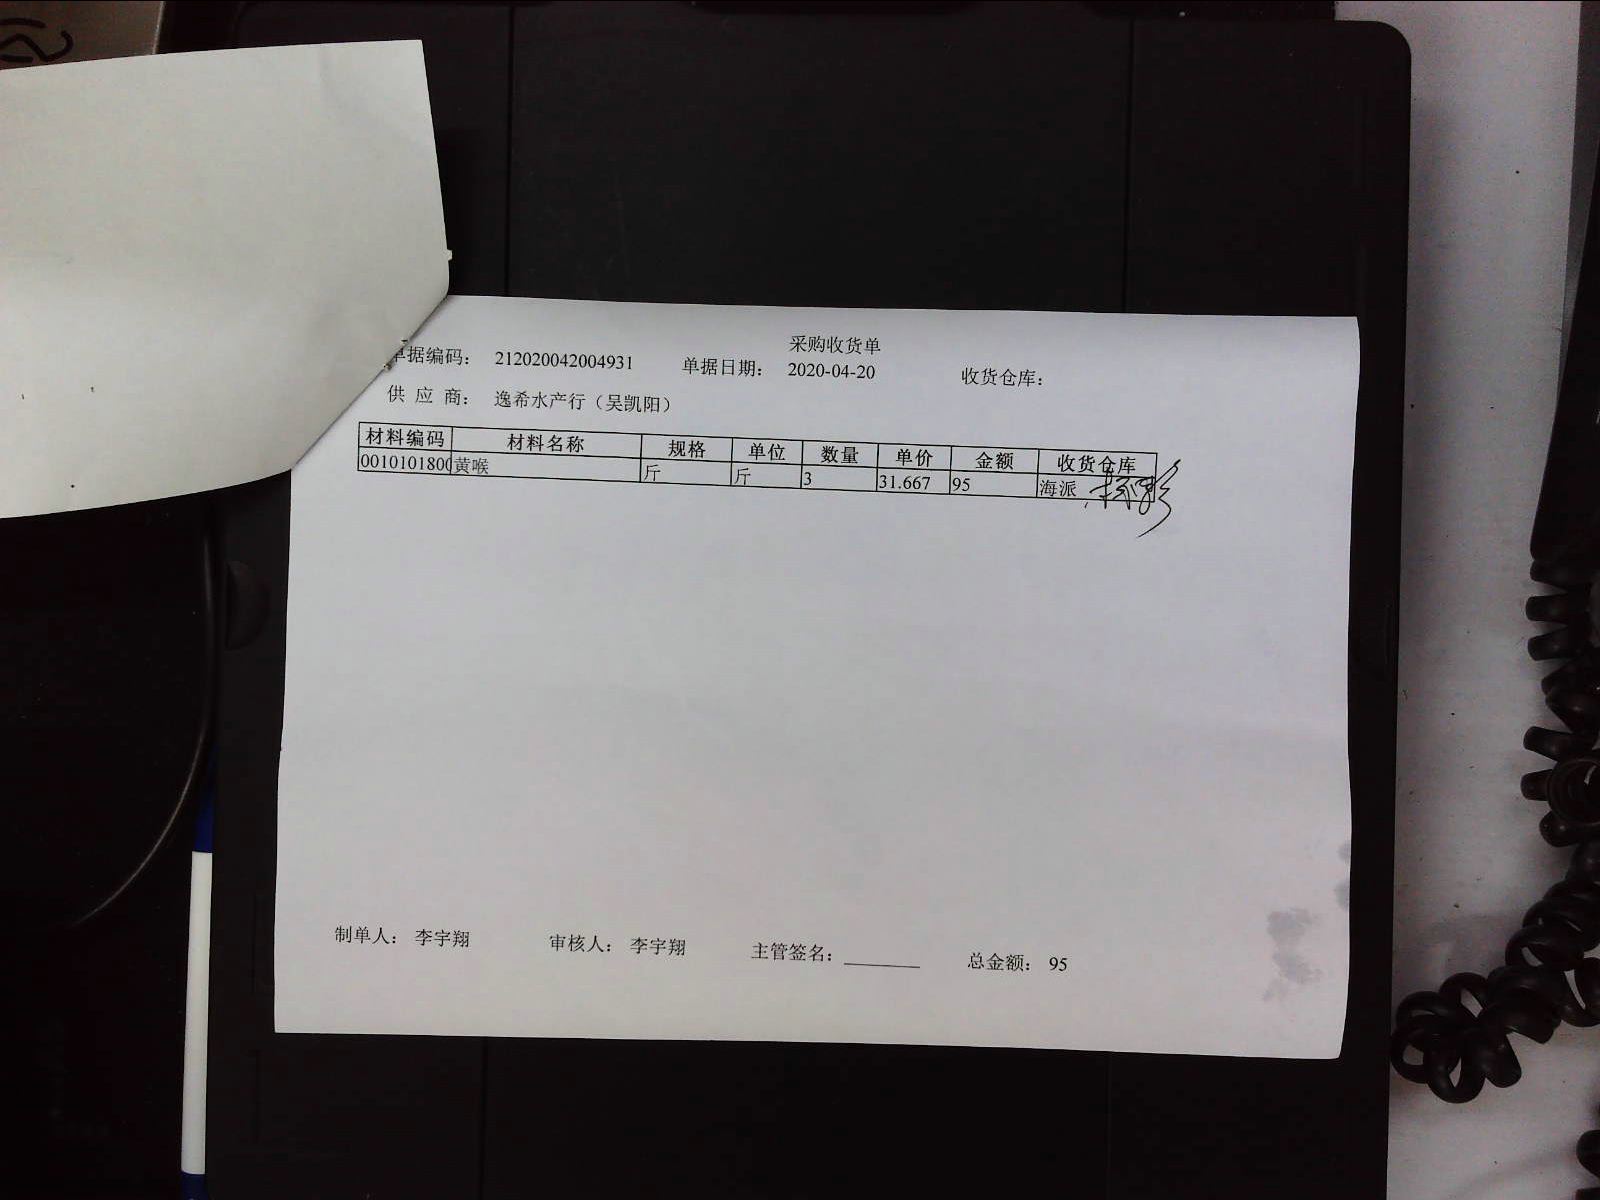 采购收货单
单据编码： 212020042004931 单据日期： 2020-04-20 收货仓库：
供 应 商： 逸希水产行（吴凯阳）
材料编码 材料名称 规格 单位 数量 单价 金额 收货仓库
0010101800 黄喉 斤 斤 3 31.667 95 海派
制单人： 李宇翔 审核人： 李宇翔 主管签名：________ 总金额： 95